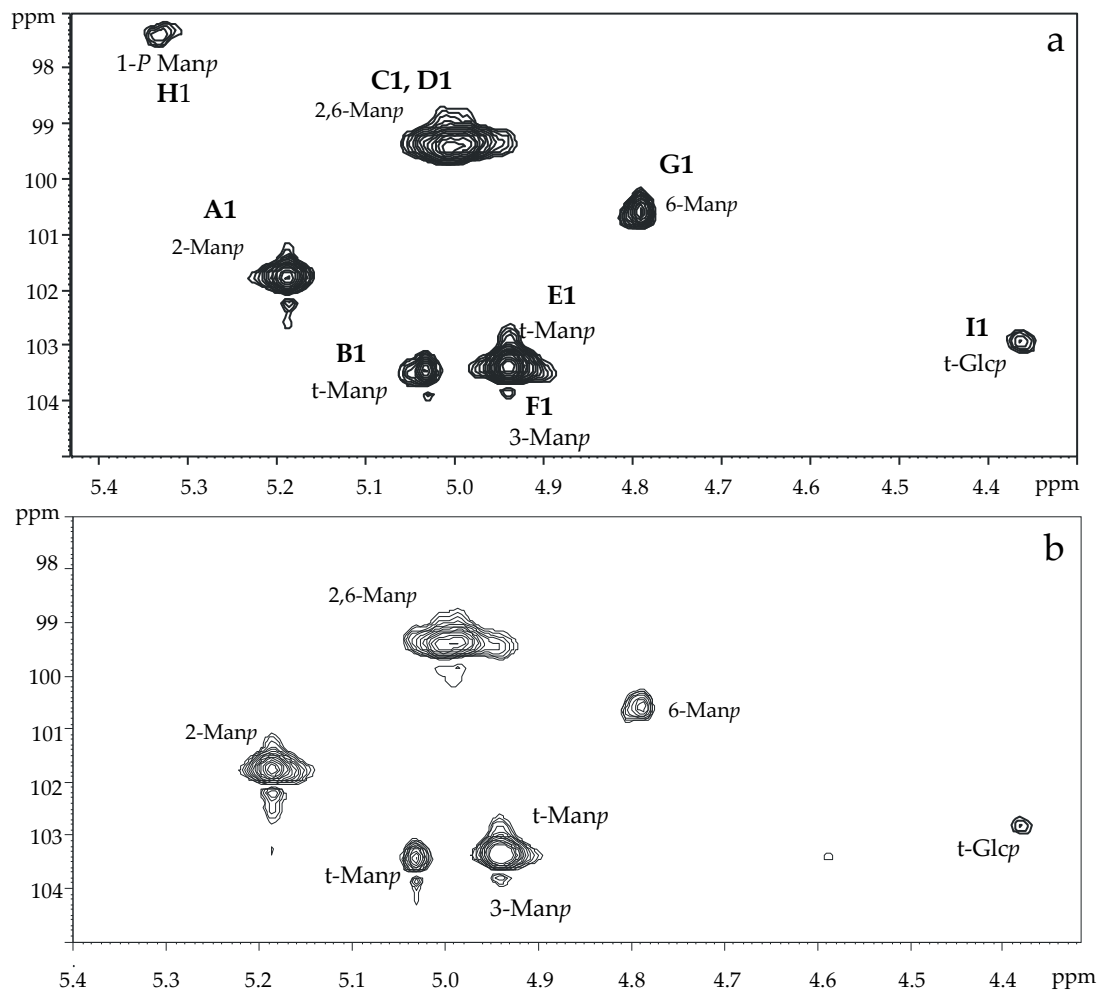 ppm
a
1-P Manp
H1
98
C1, D1
2,6-Manp
99
100
G1
6-Manp
A1
101
2-Manp
102
E1
t-Manp
103
B1
t-Manp
I1
t-Glcp
104
F1
3-Manp
5.4 5.3 5.2 5.1 5.0 4.9 4.8 4.7 4.6 4.5 4.4 ppm
ppm
b
98
2,6-Manp
99
100
6-Manp
101
2-Manp
102
t-Manp
103
t-Glcp
t-Manp
104
3-Manp
5.4 5.3 5.2 5.1 5.0 4.9 4.8 4.7 4.6 4.5 4.4 ppm